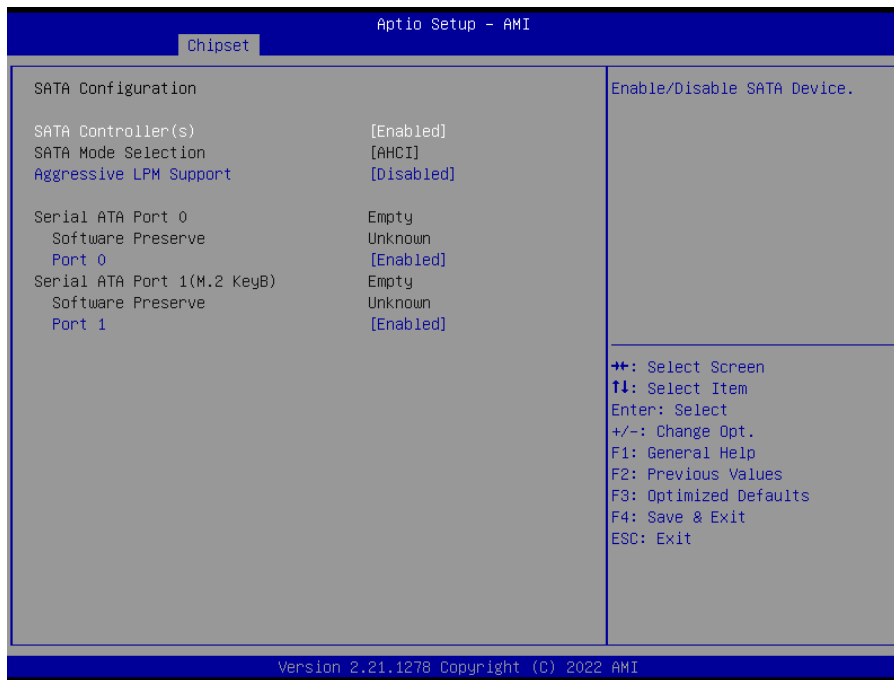 Aptio Setup – AMI
Chipset
SATA Configuration
SATA Controller(s) [Enabled]
SATA Mode Selection [AHCI]
Aggressive LPM Support [Disabled]
Serial ATA Port 0 Empty
Software Preserve Unknown
Port 0 [Enabled]
Serial ATA Port 1(M.2 KeyB) Empty
Software Preserve Unknown
Port 1 [Enabled]
Enable/Disable SATA Device.
→←: Select Screen
↑↓: Select Item
Enter: Select
+/-: Change Opt.
F1: General Help
F2: Previous Values
F3: Optimized Defaults
F4: Save & Exit
ESC: Exit
Version 2.21.1278 Copyright (C) 2022 AMI